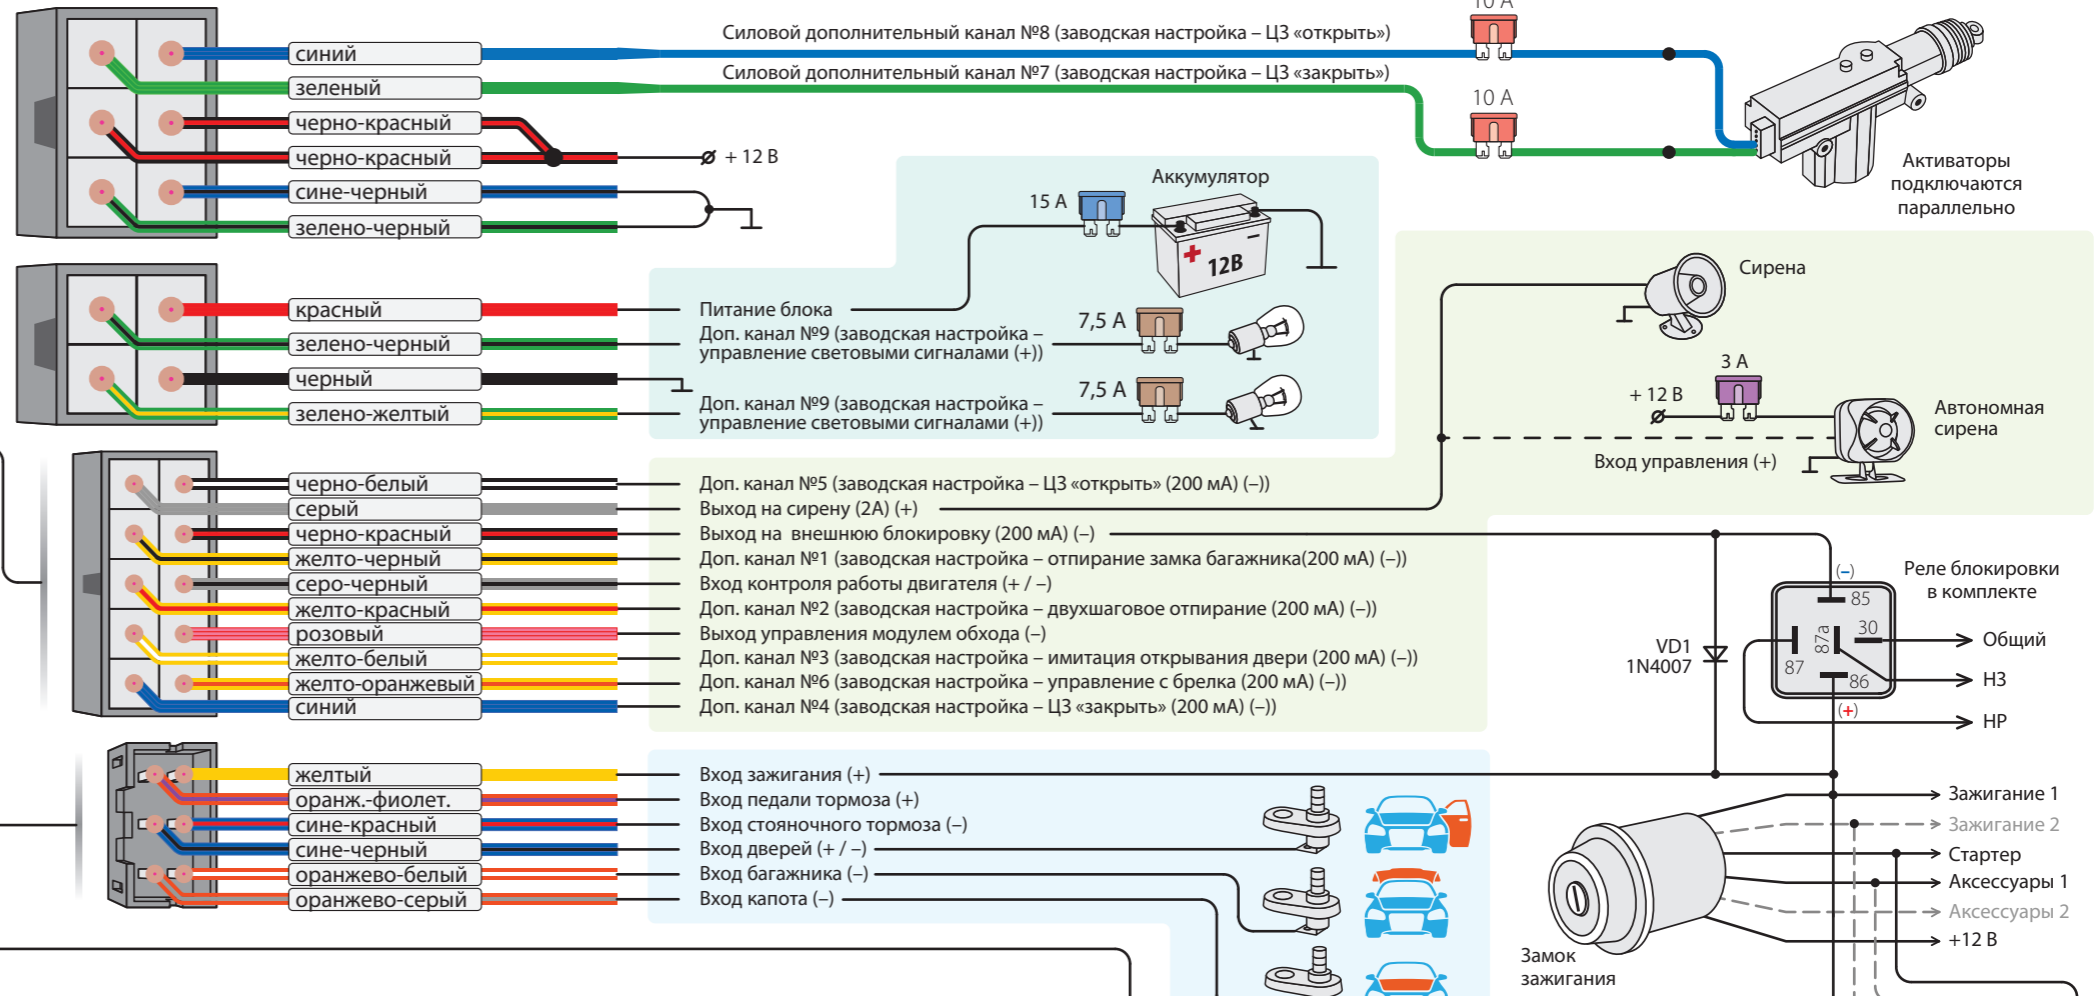 10 А
Силовой дополнительный канал №8 (заводская настройка – ЦЗ «открыть»)
синий
Силовой дополнительный канал №7 (заводская настройка – ЦЗ «закрыть»)
зеленый
10 А
черно-красный
черно-красный
+ 12 В
Активаторы
подключаются
параллельно
сине-черный
зелено-черный
Аккумулятор
15 А
12В
Сирена
красный
Питание блока
зелено-черный
Доп. канал №9 (заводская настройка –
управление световыми сигналами (+))
7,5 А
черный
зелено-желтый
Доп. канал №9 (заводская настройка –
управление световыми сигналами (+))
7,5 А
3 А
+ 12 В
Автономная
сирена
Вход управления (+)
черно-белый
Доп. канал №5 (заводская настройка – ЦЗ «открыть» (200 мА) (–))
серый
Выход на сирену (2А) (+)
черно-красный
Выход на внешнюю блокировку (200 мА) (–)
желто-черный
Доп. канал №1 (заводская настройка – отпирание замка багажника(200 мА) (–))
серо-черный
Вход контроля работы двигателя (+ / –)
желто-красный
Доп. канал №2 (заводская настройка – двухшаговое отпирание (200 мА) (–))
розовый
Выход управления модулем обхода (–)
желто-белый
Доп. канал №3 (заводская настройка – имитация открывания двери (200 мА) (–))
желто-оранжевый
Доп. канал №6 (заводская настройка – управление с брелка (200 мА) (–))
синий
Доп. канал №4 (заводская настройка – ЦЗ «закрыть» (200 мА) (–))
Реле блокировки
в комплекте
(–)
85
87а
30
Общий
87
86
НЗ
(+)
НР
VD1
1N4007
желтый
Вход зажигания (+)
оранж.-фиолет.
Вход педали тормоза (+)
сине-красный
Вход стояночного тормоза (–)
сине-черный
Вход дверей (+ / –)
оранжево-белый
Вход багажника (–)
оранжево-серый
Вход капота (–)
Зажигание 1
Зажигание 2
Стартер
Аксессуары 1
Аксессуары 2
+12 В
Замок
зажигания